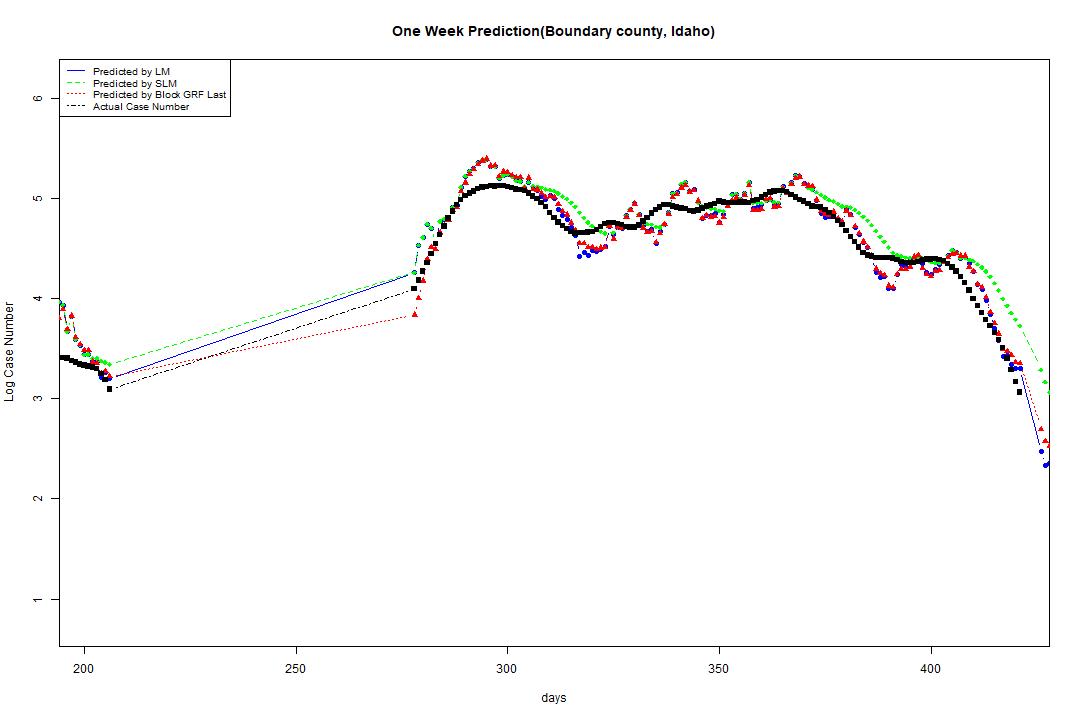 One Week Prediction(Boundary county, Idaho)
Predicted by LM
Predicted by SLM
Predicted by Block GRF Last
Actual Case Number
6
5
4
3
2
1
Log Case Number
200 250 300 350 400
days